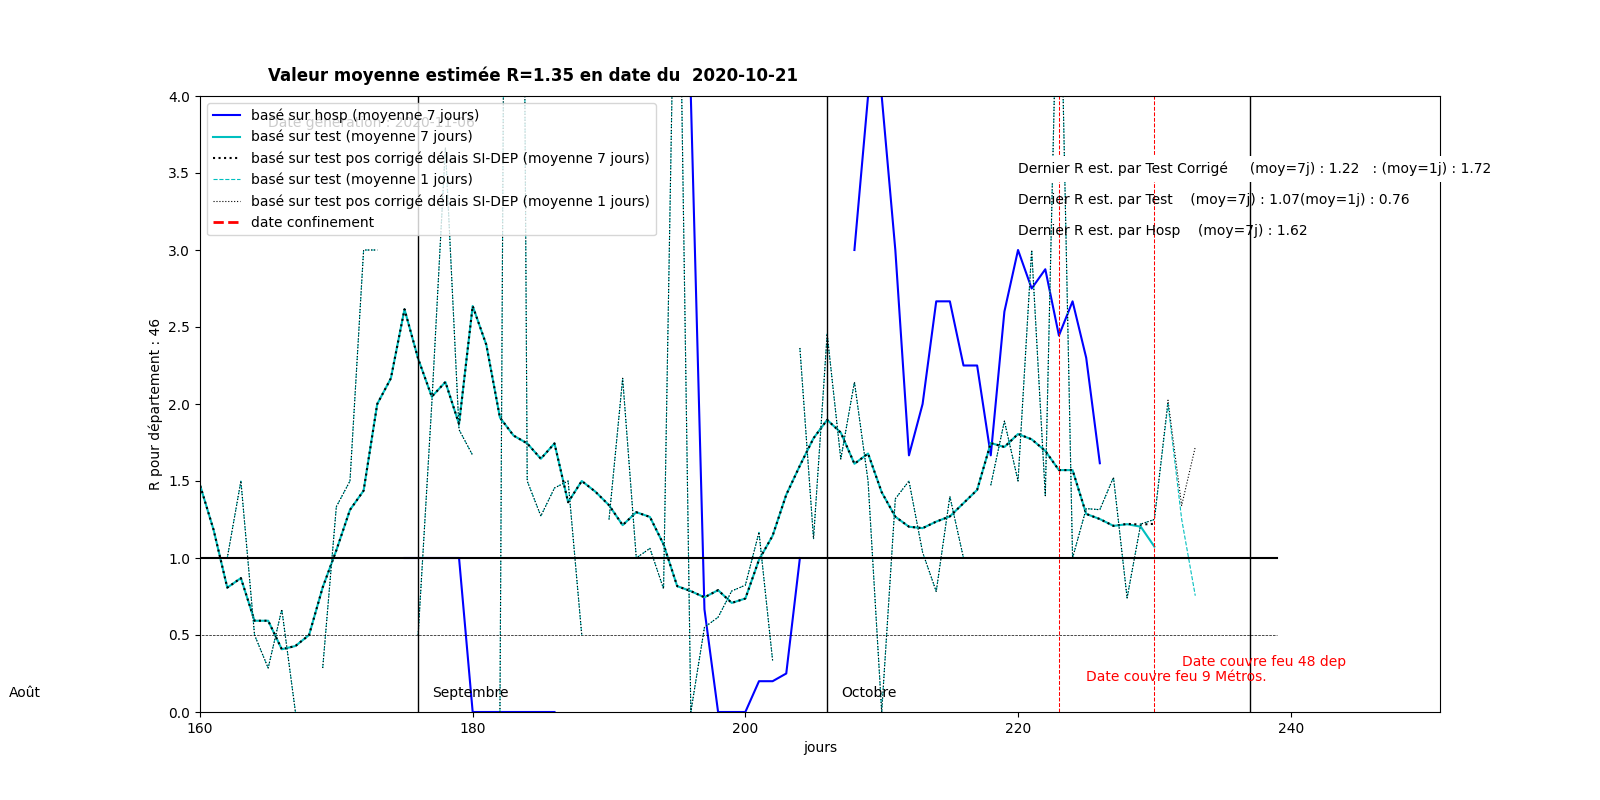 Valeur moyenne estimée R=1.35 en date du  2020-10-21
Date génération : 2020-11-06
basé sur hosp (moyenne 7 jours)
basé sur test (moyenne 7 jours)
basé sur test pos corrigé délais SI-DEP (moyenne 7 jours)
basé sur test (moyenne 1 jours)
basé sur test pos corrigé délais SI-DEP (moyenne 1 jours)
date confinement
Dernier R est. par Test Corrigé     (moy=7j) : 1.22   : (moy=1j) : 1.72
Dernier R est. par Test    (moy=7j) : 1.07(moy=1j) : 0.76
Dernier R est. par Hosp    (moy=7j) : 1.62
4.0
3.5
3.0
2.5
2.0
1.5
1.0
0.5
0.0
R pour département : 46
Date couvre feu 48 dep
Date couvre feu 9 Métros.
Août
Septembre
Octobre
160
180
200
220
240
jours